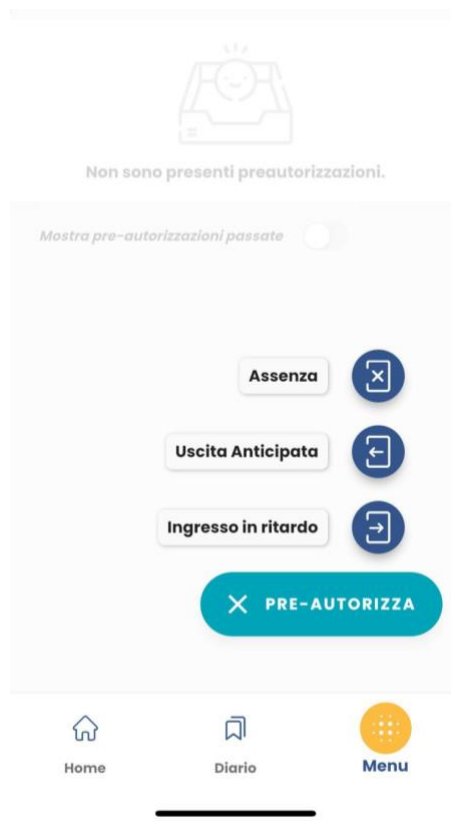 Non sono presenti preautorizzazioni.
Mostra pre-autorizzazioni passate
Assenza
Uscita Anticipata
Ingresso in ritardo
PRE-AUTORIZZA
Home
Diario
Menu